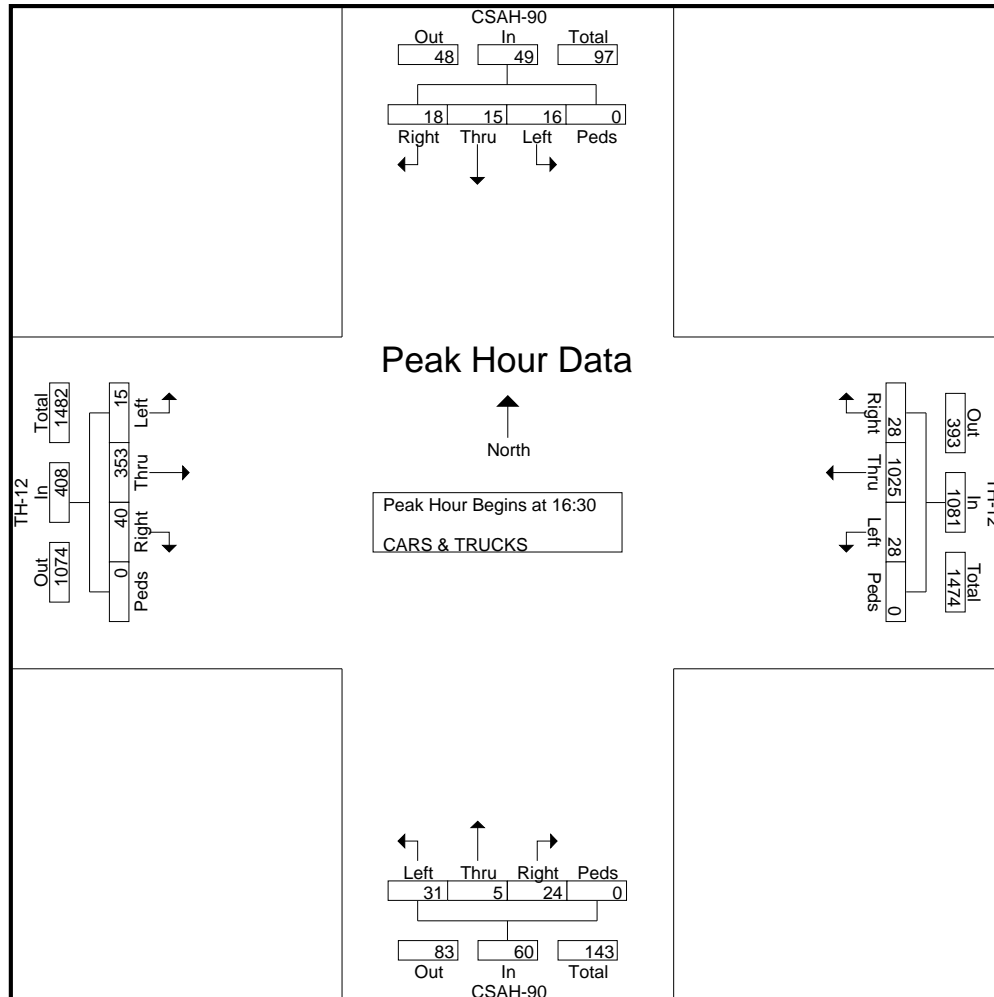 CSAH-90
Out In Total
48 49 97
18 15 16 0
Right Thru Left Peds
Peak Hour Data
North
Peak Hour Begins at 16:30
CARS & TRUCKS
TH-12
Total In Out
1482 408 1074
15 353 40 0
Left Thru Right Peds
TH-12
Out In Total
393 1081 1474
28 1025 28 0
Right Thru Left Peds
Left Thru Right Peds
31 5 24 0
83 60 143
Out In Total
CSAH-90